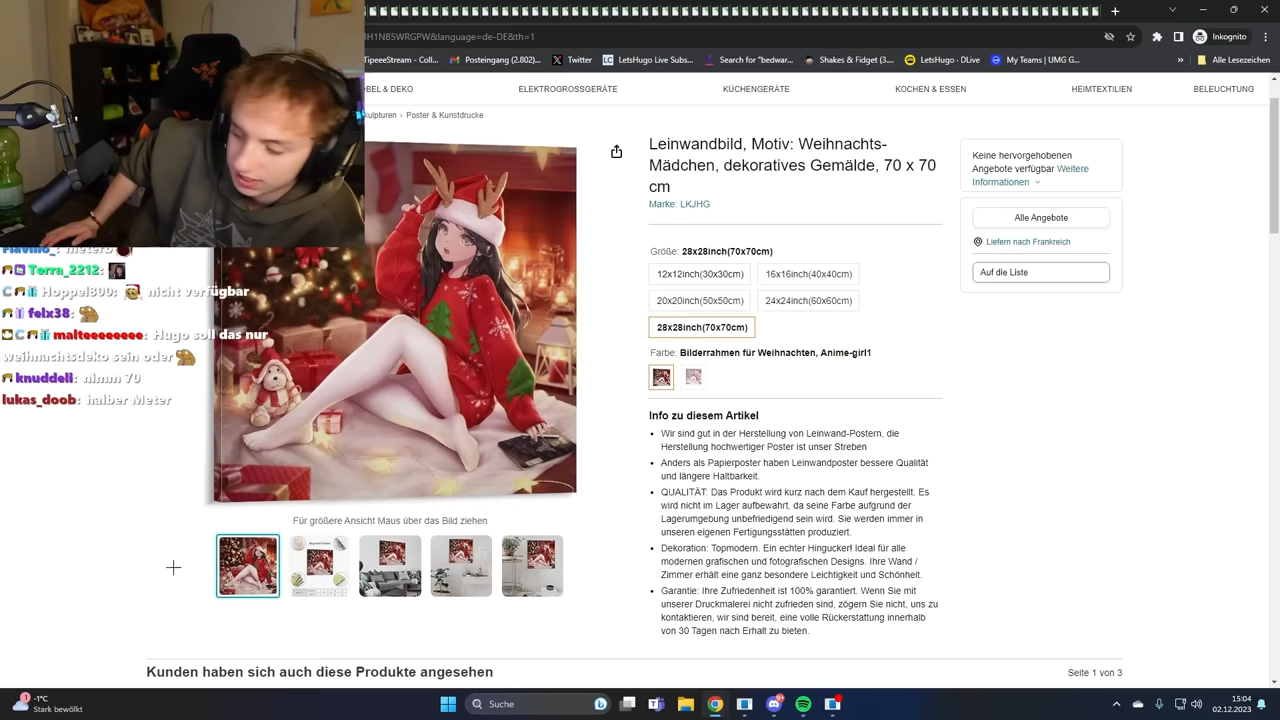 H1NB5WRGPW&language=de-DE&th=1
Inkognito
TipeeeStream - Coll...
Posteingang (2.802)...
Twitter
LetsHugo Live Subs...
Search for "bedwar...
Shakes & Fidget (3....
LetsHugo - DLive
My Teams | UMG G...
Alle Lesezeichen
BEL & DEKO
ELEKTROGROSSGERÄTE
KÜCHENGERÄTE
KOCHEN & ESSEN
HEIMTEXTILIEN
BELEUCHTUNG
kulpturen › Poster & Kunstdrucke
Leinwandbild, Motiv: Weihnachts-
Mädchen, dekoratives Gemälde, 70 x 70
cm
Marke: LKJHG
Größe: 28x28inch(70x70cm)
12x12inch(30x30cm)
16x16inch(40x40cm)
20x20inch(50x50cm)
24x24inch(60x60cm)
28x28inch(70x70cm)
Farbe: Bilderrahmen für Weihnachten, Anime-girl1
Info zu diesem Artikel
Wir sind gut in der Herstellung von Leinwand-Postern, die
Herstellung hochwertiger Poster ist unser Streben
Anders als Papierposter haben Leinwandposter bessere Qualität
und längere Haltbarkeit.
QUALITÄT: Das Produkt wird kurz nach dem Kauf hergestellt. Es
wird nicht im Lager aufbewahrt, da seine Farbe aufgrund der
Lagerumgebung unbefriedigend sein wird. Sie werden immer in
unseren eigenen Fertigungsstätten produziert.
Dekoration: Topmodern. Ein echter Hingucker! Ideal für alle
modernen grafischen und fotografischen Designs. Ihre Wand /
Zimmer erhält eine ganz besondere Leichtigkeit und Schönheit.
Garantie: Ihre Zufriedenheit ist 100% garantiert. Wenn Sie mit
unserer Druckmalerei nicht zufrieden sind, zögern Sie nicht, uns zu
kontaktieren, wir sind bereit, eine volle Rückerstattung innerhalb
von 30 Tagen nach Erhalt zu bieten.
Keine hervorgehobenen
Angebote verfügbar Weitere
Informationen
Alle Angebote
Liefern nach Frankreich
Auf die Liste
Flavino_: meterb
Terra_2212:
Hoppel800: nicht verfügbar
felx38:
malteeeeeeee: Hugo soll das nur
weihnachtsdeko sein oder
knuddeli: nimm 70
lukas_doob: halber Meter
Für größere Ansicht Maus über das Bild ziehen
Kunden haben sich auch diese Produkte angesehen
Seite 1 von 3
-1°C
Stark bewölkt
Suche
15:04
02.12.2023